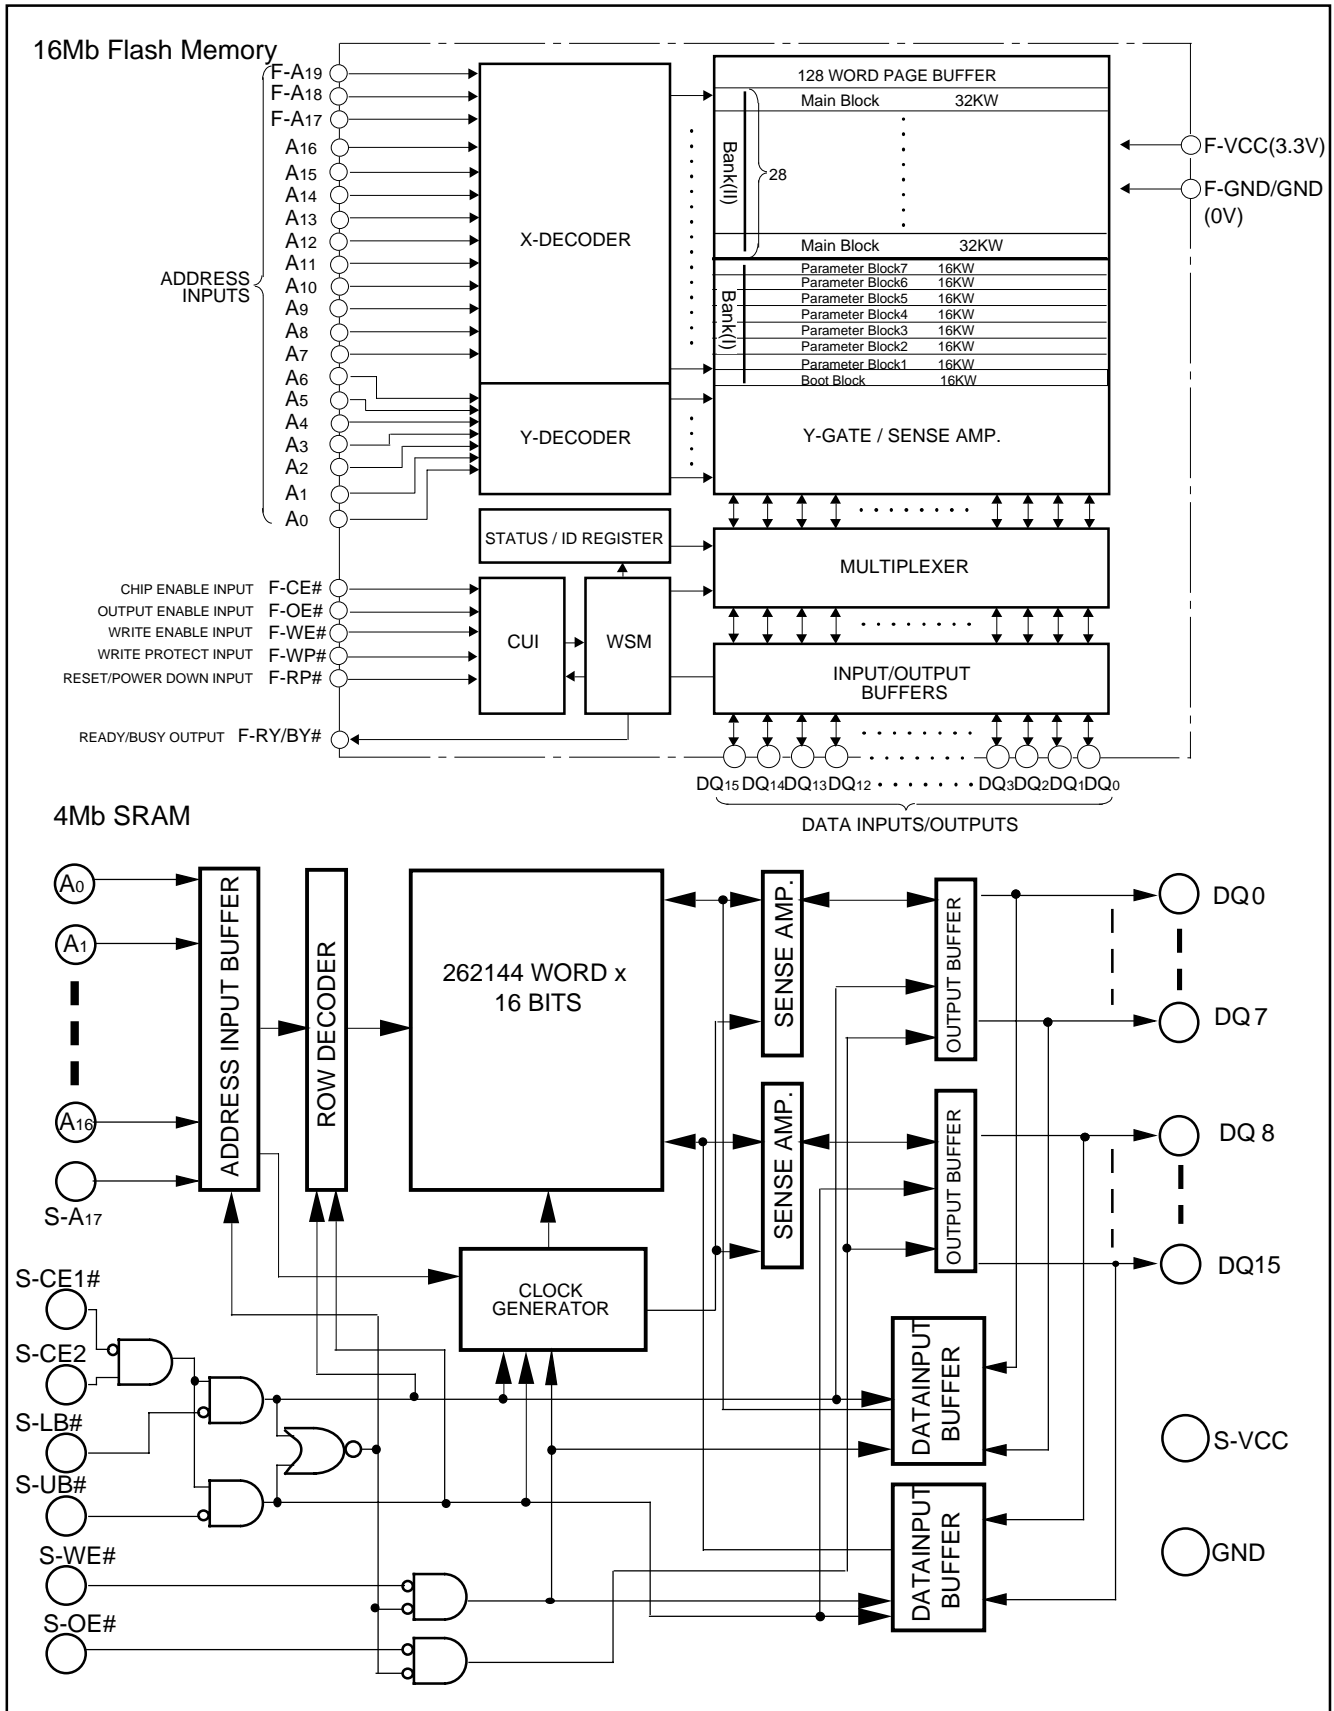 16Mb Flash Memory
F-A19
F-A18
F-A17
A16
A15
A14
A13
A12
A11
A10
A9
A8
A7
A6
A5
A4
A3
A2
A1
A0
ADDRESS
INPUTS
X-DECODER
Y-DECODER
128 WORD PAGE BUFFER
Main Block 32KW
Bank(II)
28
Main Block 32KW
Bank(I)
Parameter Block7 16KW
Parameter Block6 16KW
Parameter Block5 16KW
Parameter Block4 16KW
Parameter Block3 16KW
Parameter Block2 16KW
Parameter Block1 16KW
Boot Block 16KW
Y-GATE / SENSE AMP.
F-VCC(3.3V)
F-GND/GND
(0V)
STATUS / ID REGISTER
MULTIPLEXER
CHIP ENABLE INPUT F-CE#
OUTPUT ENABLE INPUT F-OE#
WRITE ENABLE INPUT F-WE#
WRITE PROTECT INPUT F-WP#
RESET/POWER DOWN INPUT F-RP#
CUI
WSM
INPUT/OUTPUT
BUFFERS
READY/BUSY OUTPUT F-RY/BY#
DQ15 DQ14 DQ13 DQ12 DQ3 DQ2 DQ1 DQ0
DATA INPUTS/OUTPUTS
4Mb SRAM
A0
A1
A16
S-A17
ADDRESS INPUT BUFFER
ROW DECODER
262144 WORD x
16 BITS
SENSE AMP.
OUTPUT BUFFER
DQ0
DQ7
SENSE AMP.
OUTPUT BUFFER
DQ 8
DQ15
CLOCK
GENERATOR
S-CE1#
S-CE2
S-LB#
S-UB#
S-WE#
S-OE#
DATAINPUT
BUFFER
DATAINPUT
BUFFER
S-VCC
GND